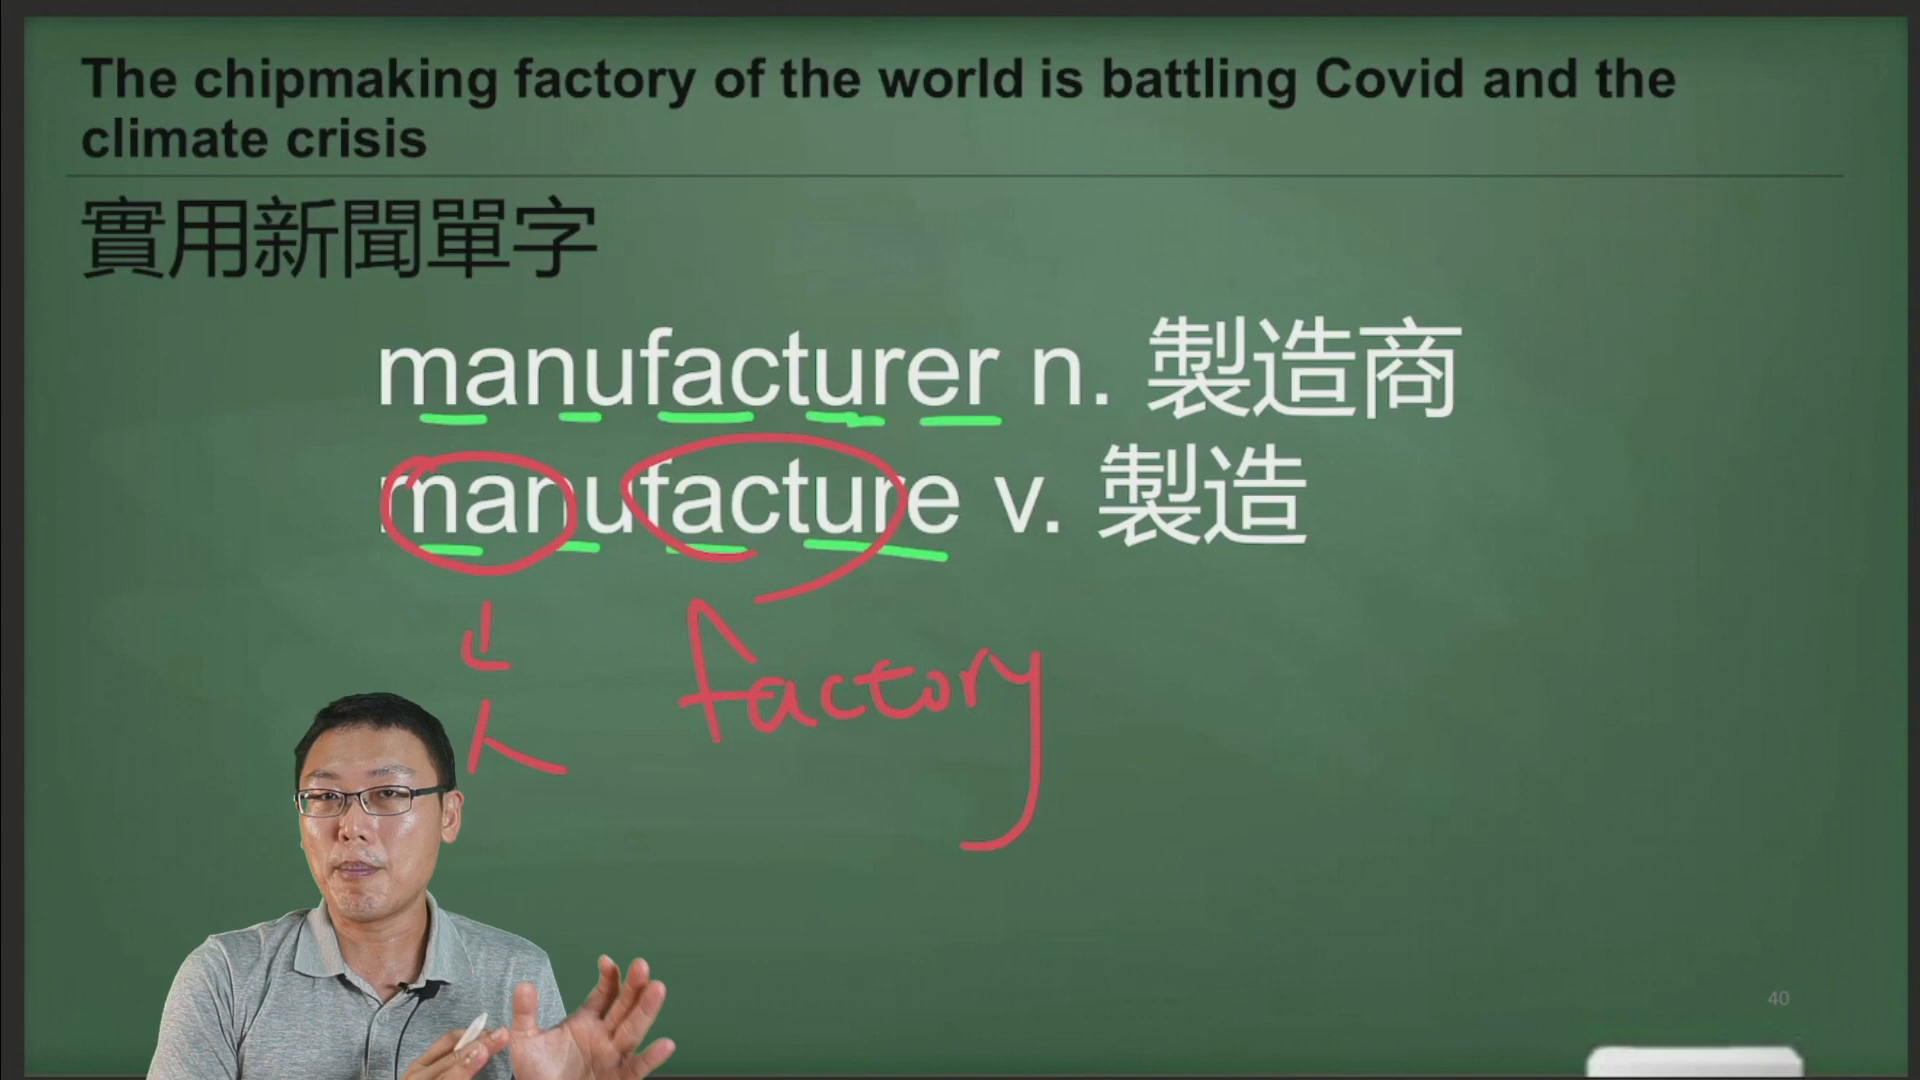 The chipmaking factory of the world is battling Covid and the
climate crisis
實用新聞單字
manufacturer n. 製造商
manufacture v. 製造
factory
人
40